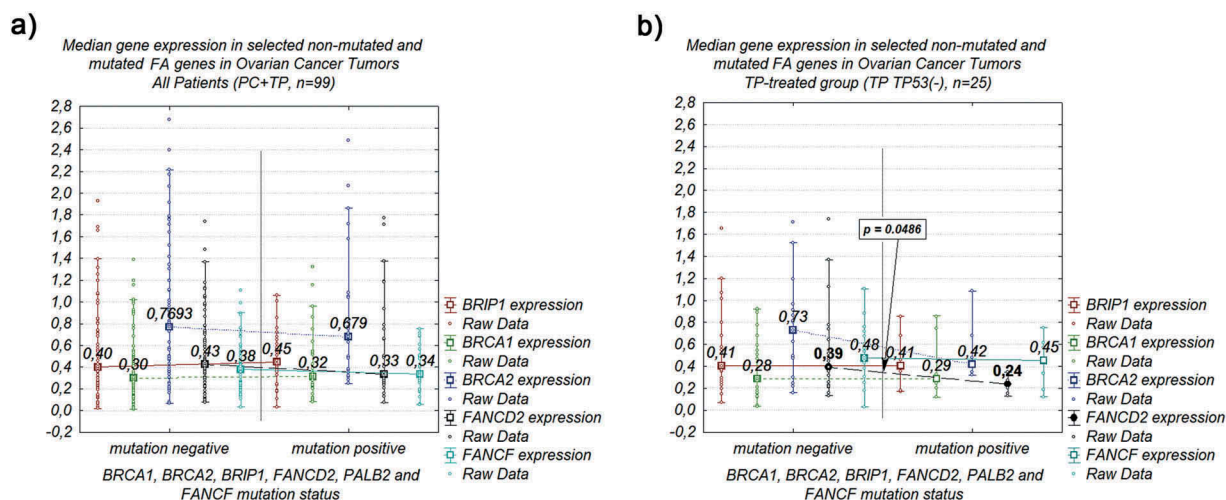 a)
Median gene expression in selected non-mutated and
mutated FA genes in Ovarian Cancer Tumors
All Patients (PC+TP, n=99)
2,8
2,6
2,4
2,2
2,0
1,8
1,6
1,4
1,2
1,0
0,8
0,6
0,4
0,2
0,0
-0,2
0,40
0,30
0,7693
0,43
0,38
0,45
0,32
0,679
0,33
0,34
mutation negative
mutation positive
BRCA1, BRCA2, BRIP1, FANCD2, PALB2 and
FANCF mutation status
BRIP1 expression
Raw Data
BRCA1 expression
Raw Data
BRCA2 expression
Raw Data
FANCD2 expression
Raw Data
FANCF expression
Raw Data
b)
Median gene expression in selected non-mutated and
mutated FA genes in Ovarian Cancer Tumors
TP-treated group (TP TP53(-), n=25)
2,8
2,6
2,4
2,2
2,0
1,8
1,6
1,4
1,2
1,0
0,8
0,6
0,4
0,2
0,0
-0,2
p = 0.0486
0,41
0,28
0,73
0,39
0,48
0,41
0,29
0,42
0,24
0,45
mutation negative
mutation positive
BRCA1, BRCA2, BRIP1, FANCD2, PALB2 and
FANCF mutation status
BRIP1 expression
Raw Data
BRCA1 expression
Raw Data
BRCA2 expression
Raw Data
FANCD2 expression
Raw Data
FANCF expression
Raw Data